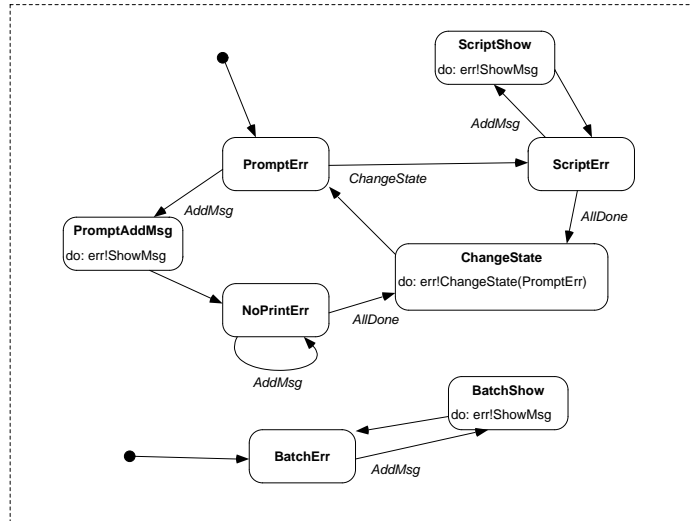 ScriptShow
do: err!ShowMsg
AddMsg
PromptErr
ChangeState
ScriptErr
AddMsg
AllDone
PromptAddMsg
do: err!ShowMsg
ChangeState
do: err!ChangeState(PromptErr)
NoPrintErr
AllDone
AddMsg
BatchShow
do: err!ShowMsg
BatchErr
AddMsg